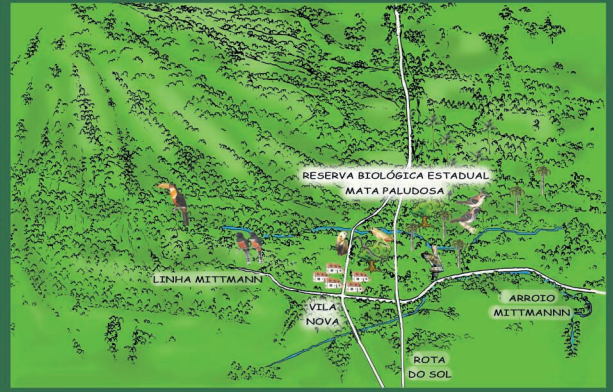 RESERVA BIOLÓGICA ESTADUAL
MATA PALUDOSA
LINHA MITTMANN
VILA
NOVA
ARROIO
MITTMANNN
ROTA
DO SOL